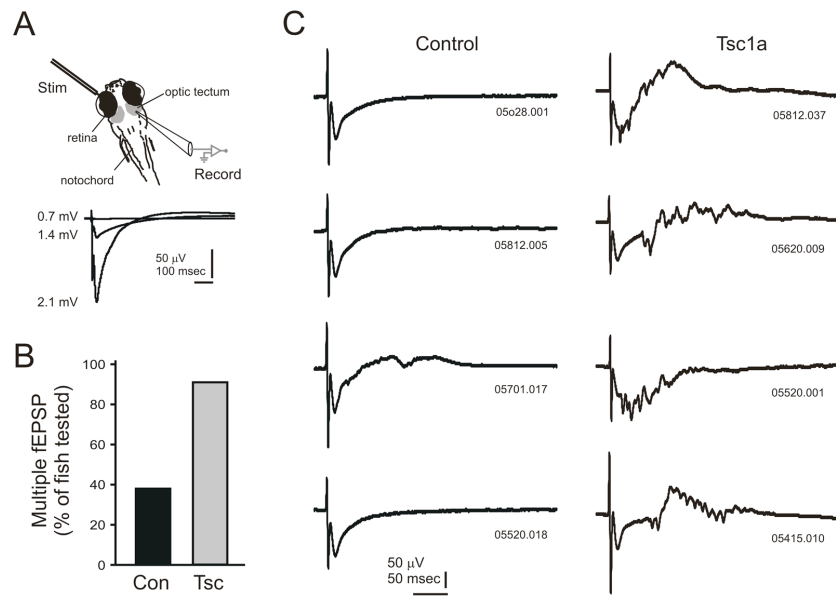 A
Stim
optic tectum
retina
notochord
Record
0.7 mV
1.4 mV
2.1 mV
50 μV
100 msec
B
Multiple fEPSP
(% of fish tested)
100
80
60
40
20
0
Con Tsc
C
Control Tsc1a
05o28.001
05812.037
05812.005
05620.009
05701.017
05520.001
05520.018
05415.010
50 μV
50 msec